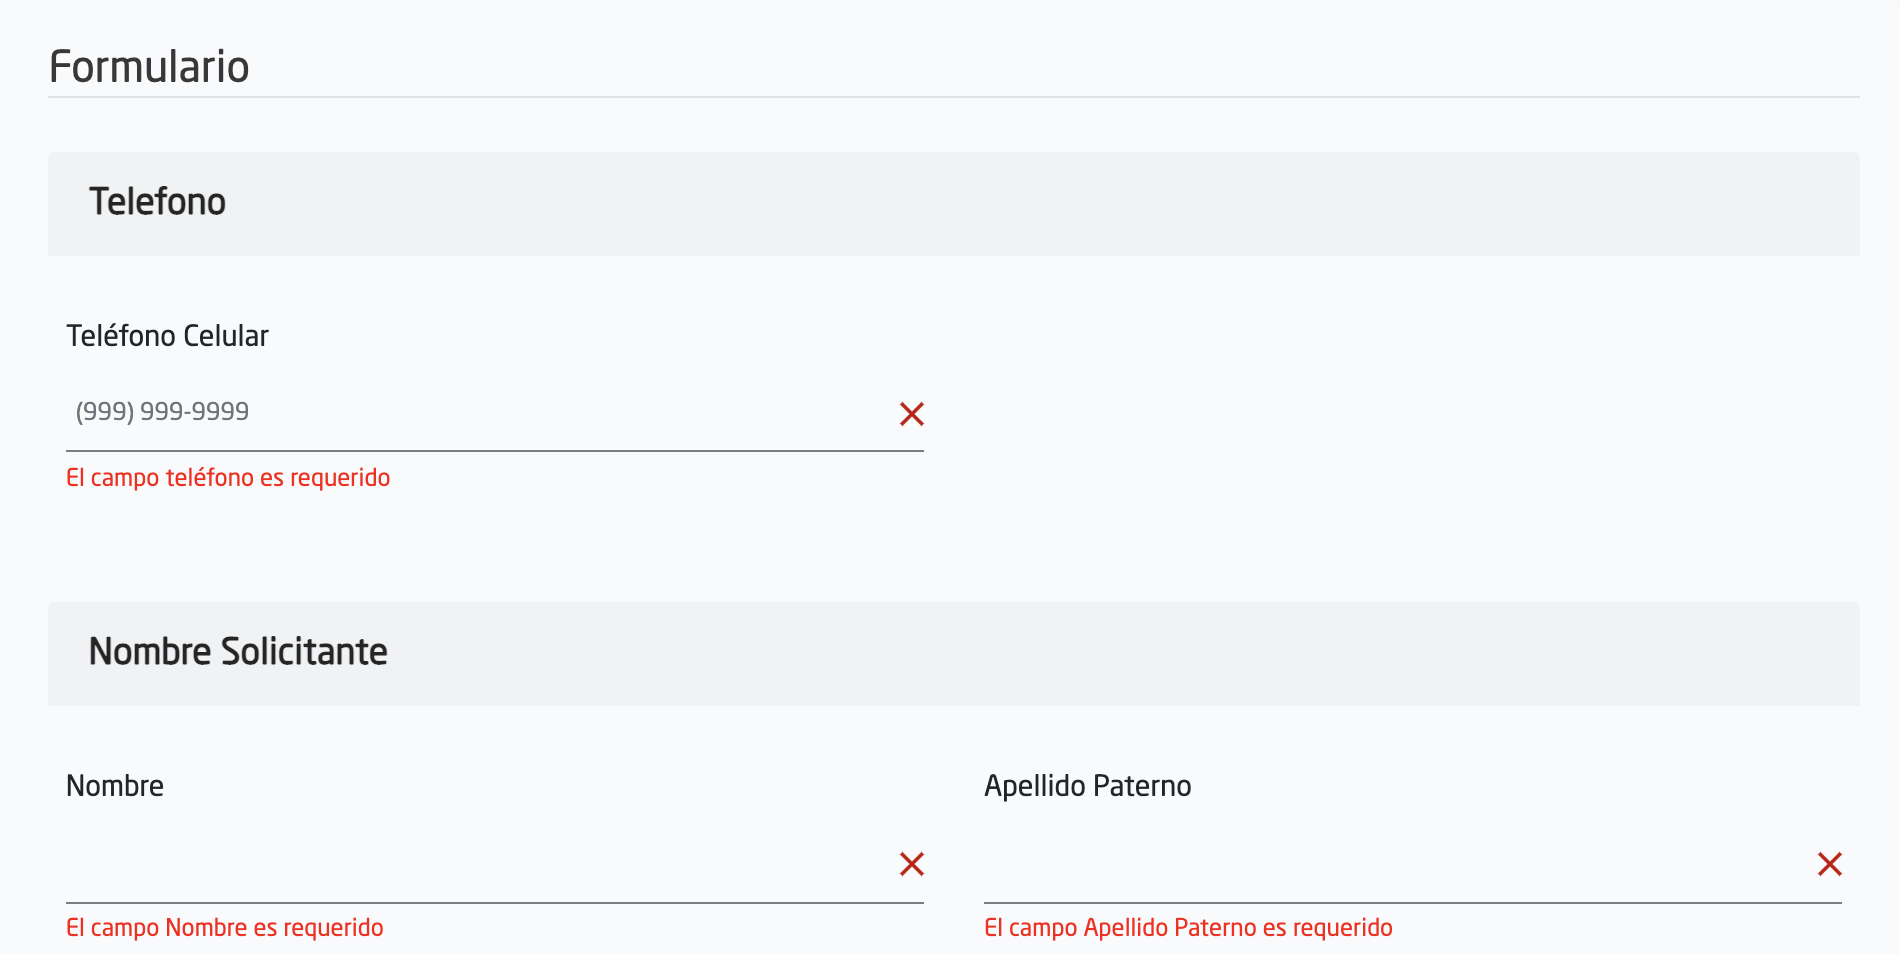 Formulario
Telefono
Teléfono Celular
(999) 999-9999
El campo teléfono es requerido
Nombre Solicitante
Nombre
Apellido Paterno
El campo Nombre es requerido
El campo Apellido Paterno es requerido